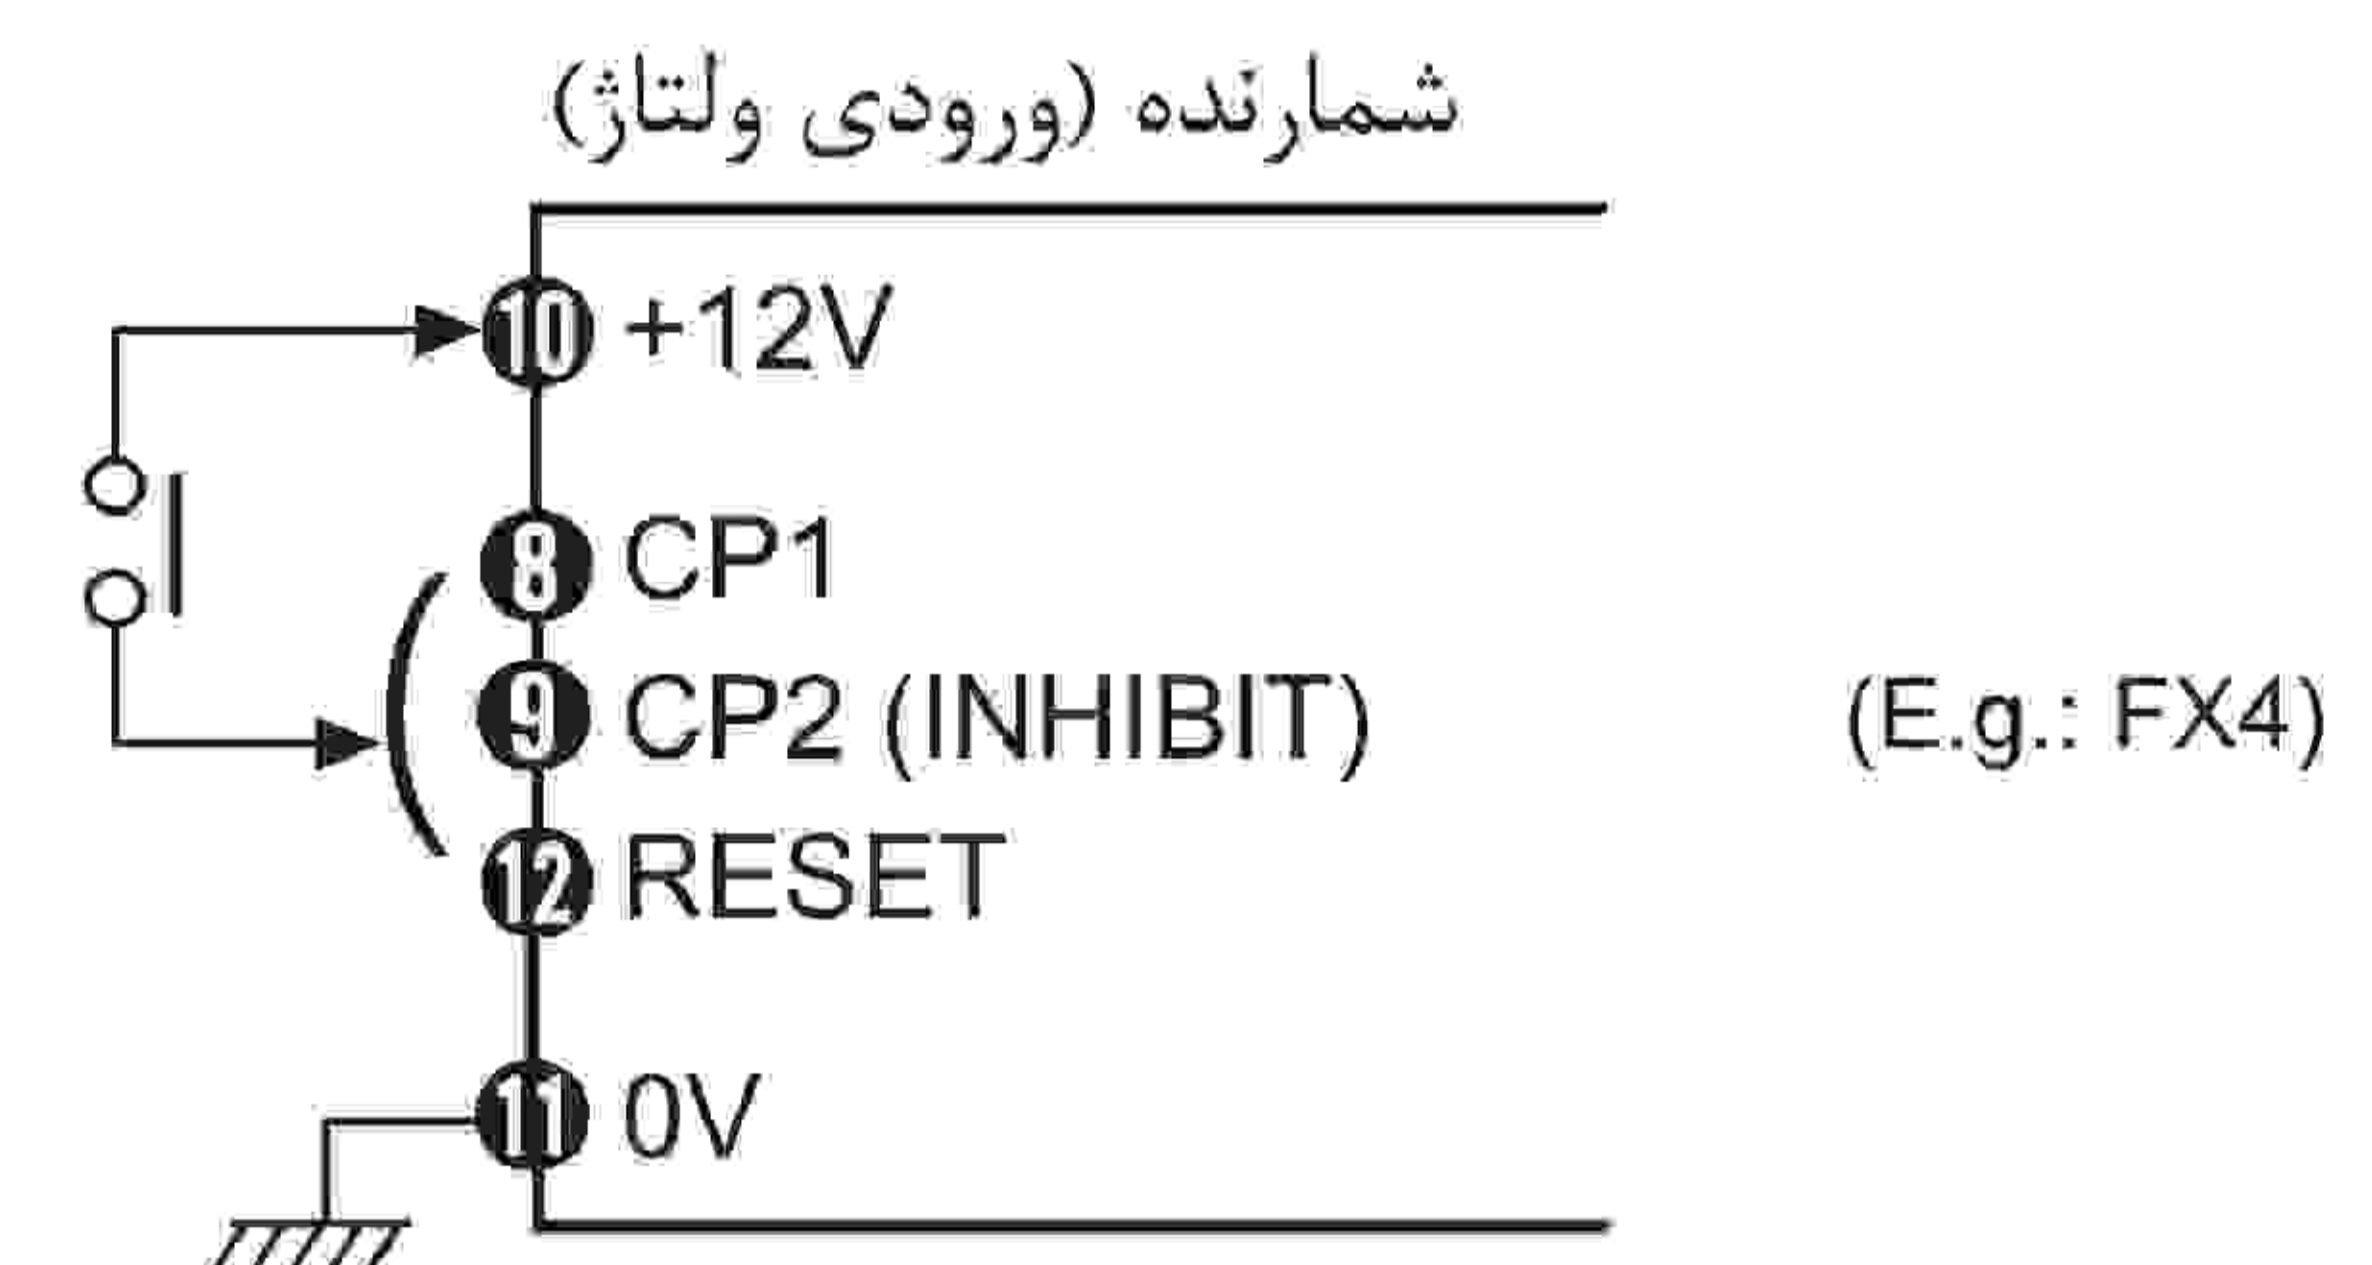 شمارنده (ورودی ولتاژ)
10 +12V
8 CP1
9 CP2 (INHIBIT)
(E.g.: FX4)
12 RESET
11 0V